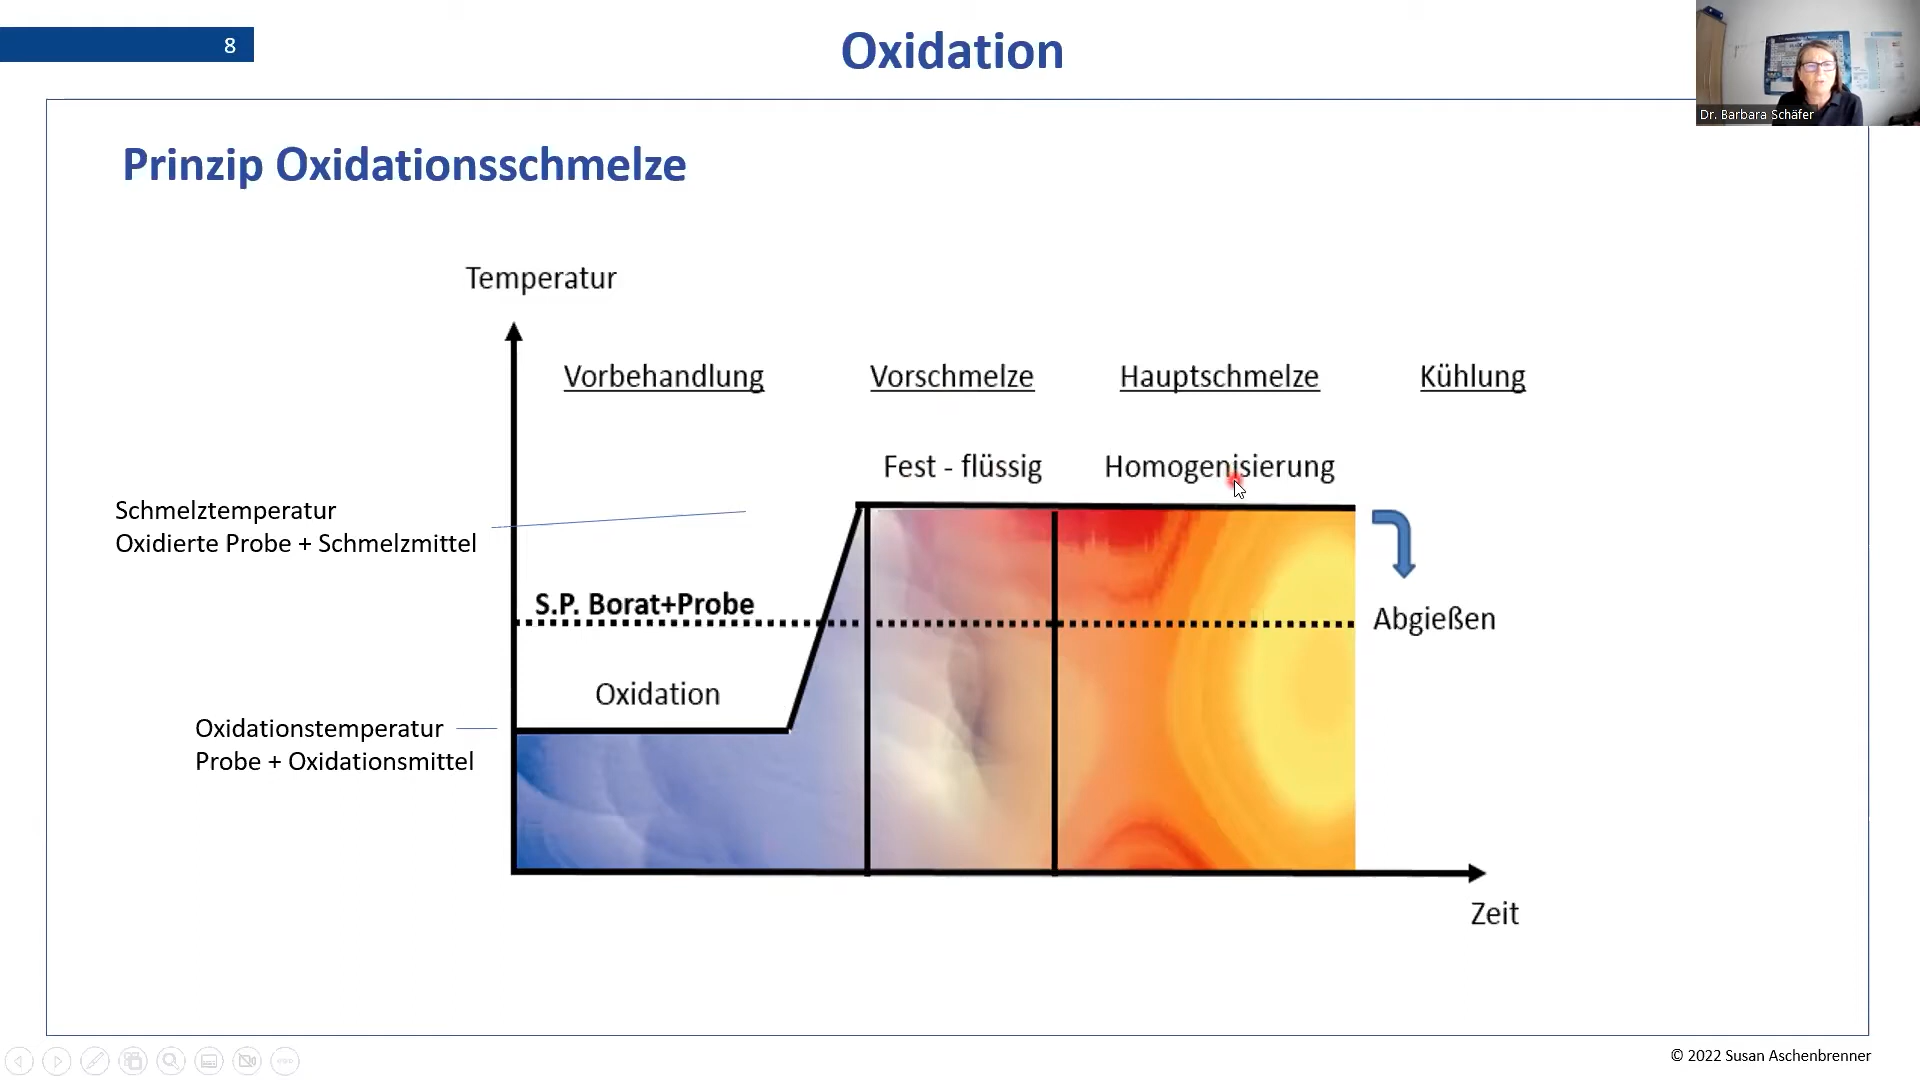 8
Oxidation
Dr. Barbara Schäfer
Prinzip Oxidationsschmelze
Temperatur
Vorbehandlung
Vorschmelze
Hauptschmelze
Kühlung
Fest - flüssig
Homogenisierung
Schmelztemperatur
Oxidierte Probe + Schmelzmittel
S.P. Borat+Probe
Abgießen
Oxidation
Oxidationstemperatur
Probe + Oxidationsmittel
Zeit
© 2022 Susan Aschenbrenner